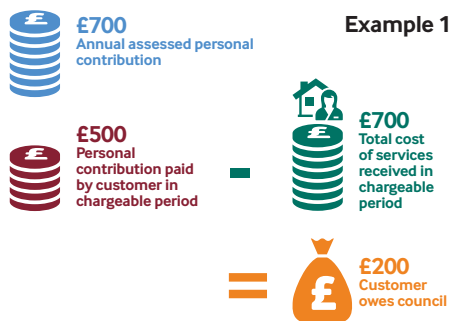 Example 1
£
£700
Annual assessed personal
contribution
£
£500
Personal
contribution paid
by customer in
chargeable period
-
£
£700
Total cost
of services
received in
chargeable
period
=
£
£200
Customer
owes council